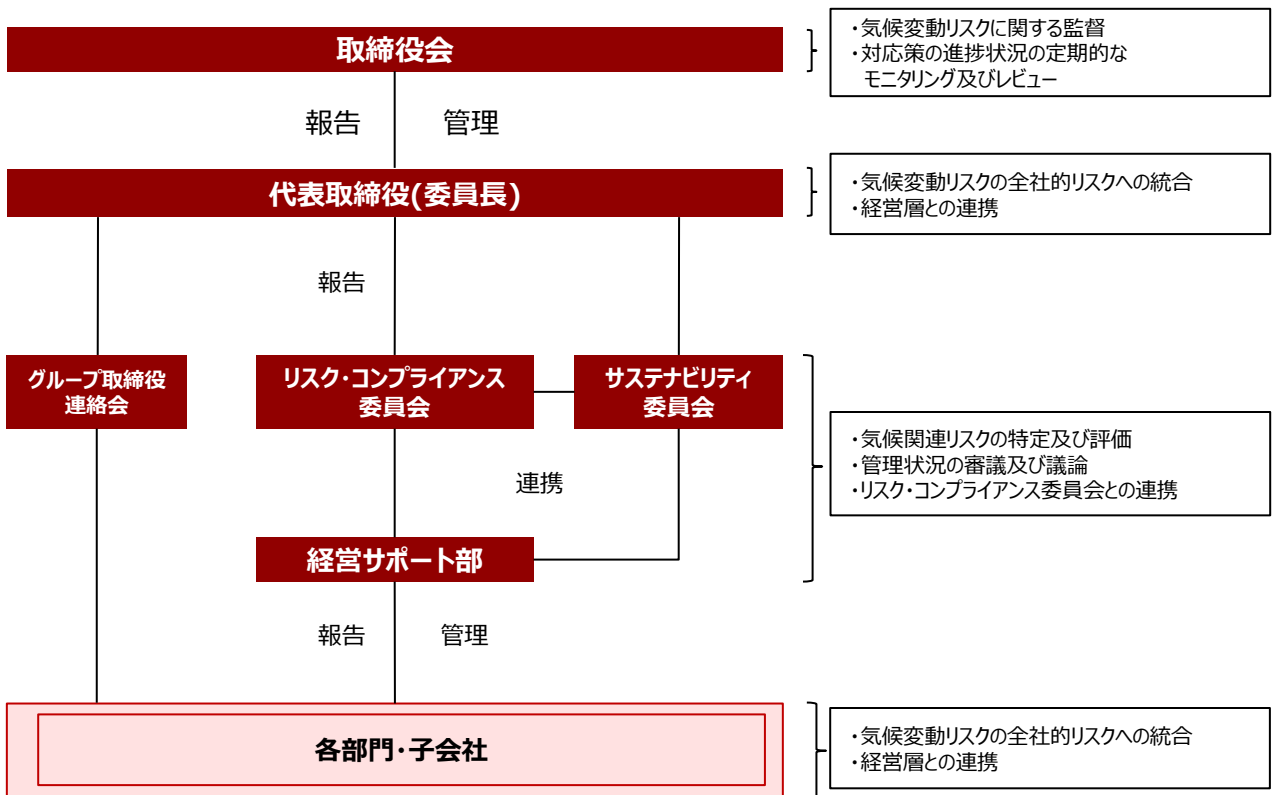 取締役会
・気候変動リスクに関する監督
・対応策の進捗状況の定期的な
モニタリング及びレビュー
報告
管理
代表取締役(委員長)
・気候変動リスクの全社的リスクへの統合
・経営層との連携
報告
グループ取締役
連絡会
リスク・コンプライアンス
委員会
サステナビリティ
委員会
・気候関連リスクの特定及び評価
・管理状況の審議及び議論
・リスク・コンプライアンス委員会との連携
連携
経営サポート部
報告
管理
各部門・子会社
・気候変動リスクの全社的リスクへの統合
・経営層との連携